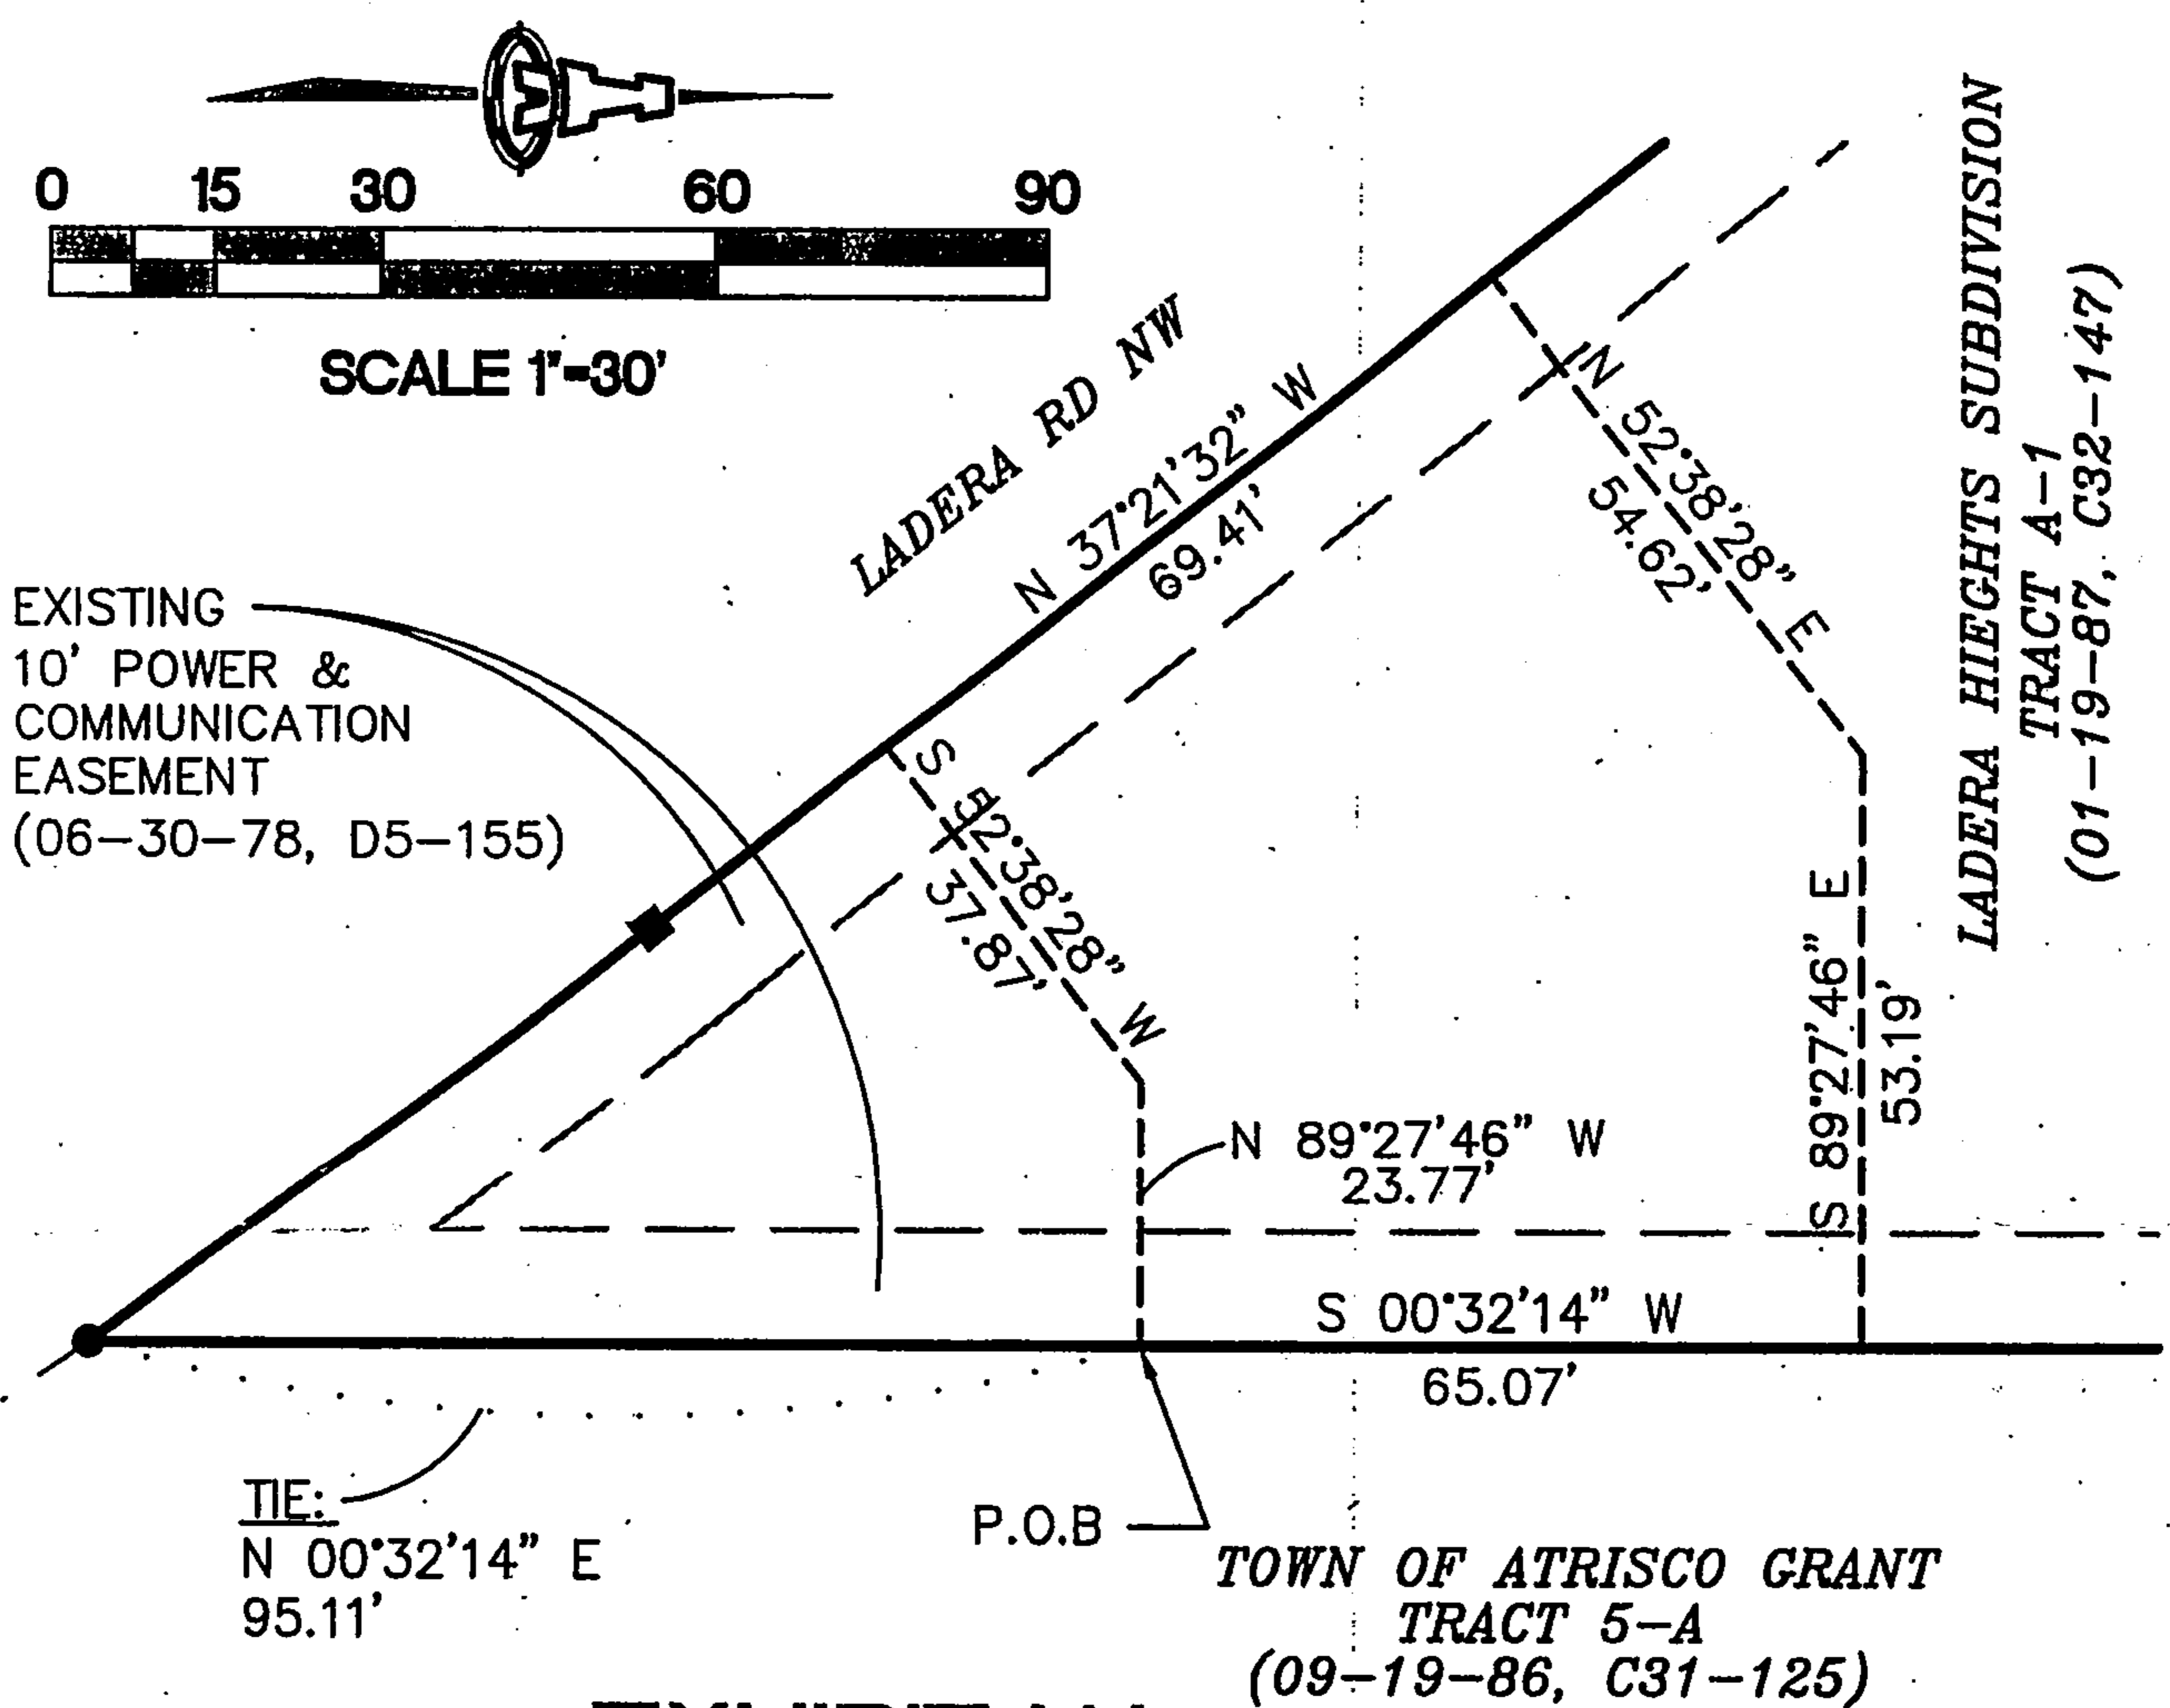 0 15 30 60 90
SCALE 1"=30'
LADERA RD NW
N 37°21'32" W
69.41'
N 52°38'28" E
54.62'
LADERA HIEGHTS SUBDIVISION
TRACT A-1
(01-19-87, C32-147)
EXISTING
10' POWER &
COMMUNICATION
EASEMENT
(06-30-78, D5-155)
S 52°38'28" W
37.87'
N 89°27'46" W
23.77'
S 89°27'46" E
53.19'
S 00°32'14" W
65.07'
TIE:
N 00°32'14" E
95.11'
P.O.B
TOWN OF ATRISCO GRANT
TRACT 5-A
(09-19-86, C31-125)